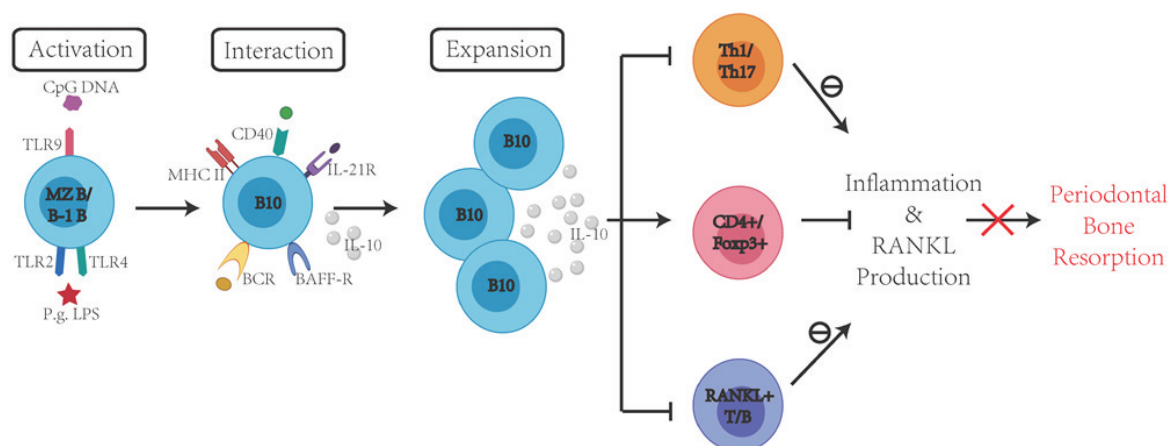 Activation
CpG DNA
TLR9
MZ B/
B-1 B
TLR2
TLR4
P.g. LPS
Interaction
CD40
MHC II
IL-21R
B10
IL-10
BCR
BAFF-R
Expansion
B10
B10
B10
IL-10
Th1/
Th17
CD4+/
Foxp3+
RANKL+
T/B
Inflammation
&
RANKL
Production
Periodontal
Bone
Resorption